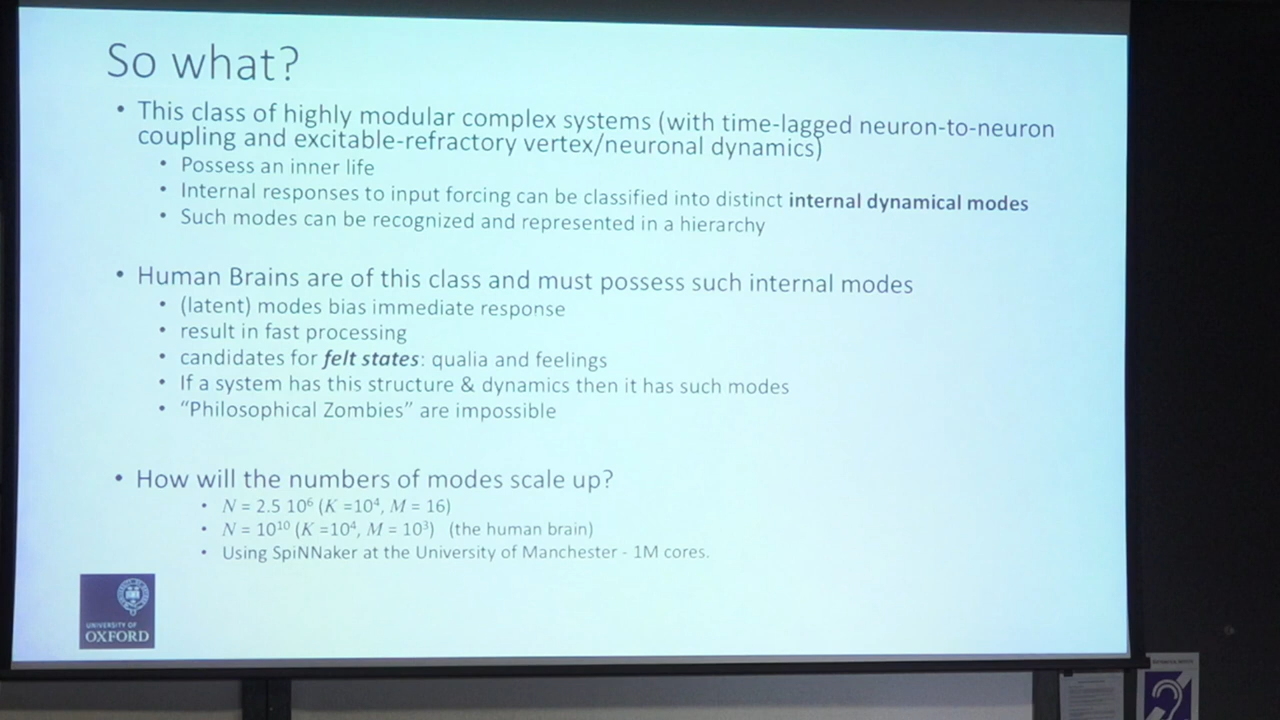 So what?
• This class of highly modular complex systems (with time-lagged neuron-to-neuron
coupling and excitable-refractory vertex/neuronal dynamics)
• Possess an inner life
• Internal responses to input forcing can be classified into distinct internal dynamical modes
• Such modes can be recognized and represented in a hierarchy
• Human Brains are of this class and must possess such internal modes
• (latent) modes bias immediate response
• result in fast processing
• candidates for felt states: qualia and feelings
• If a system has this structure & dynamics then it has such modes
• “Philosophical Zombies” are impossible
• How will the numbers of modes scale up?
• N = 2.5 10⁶ (K =10⁴, M = 16)
• N = 10¹⁰ (K =10⁴, M = 10³) (the human brain)
• Using SpiNNaker at the University of Manchester - 1M cores.
UNIVERSITY OF
OXFORD